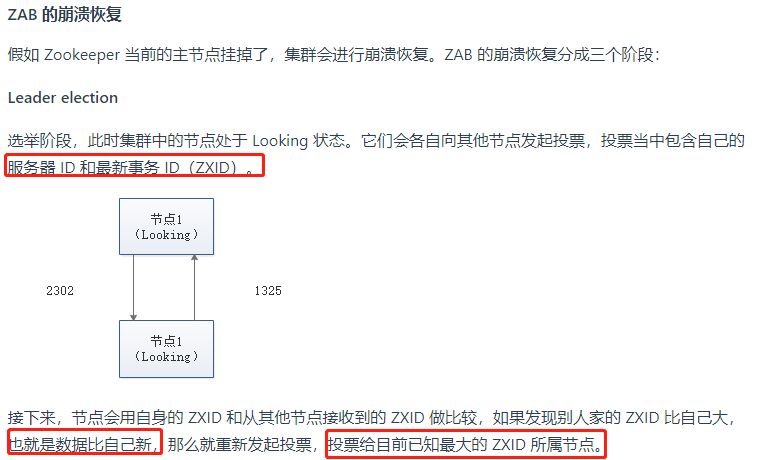 ZAB 的崩溃恢复
假如 Zookeeper 当前的主节点挂掉了，集群会进行崩溃恢复。ZAB 的崩溃恢复分成三个阶段：
Leader election
选举阶段，此时集群中的节点处于 Looking 状态。它们会各自向其他节点发起投票，投票当中包含自己的
服务器 ID 和最新事务 ID（ZXID）。
节点1
（Looking）
2302
1325
节点1
（Looking）
接下来，节点会用自身的 ZXID 和从其他节点接收到的 ZXID 做比较，如果发现别人家的 ZXID 比自己大，
也就是数据比自己新，那么就重新发起投票，投票给目前已知最大的 ZXID 所属节点。